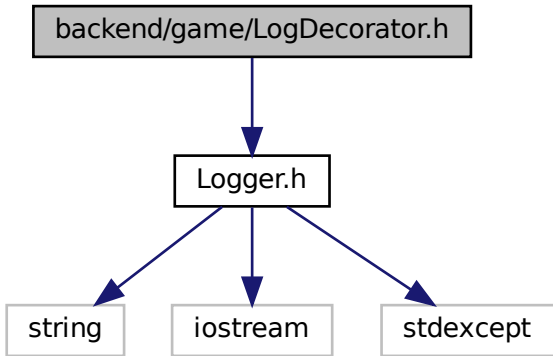 backend/game/LogDecorator.h
Logger.h
string
iostream
stdexcept